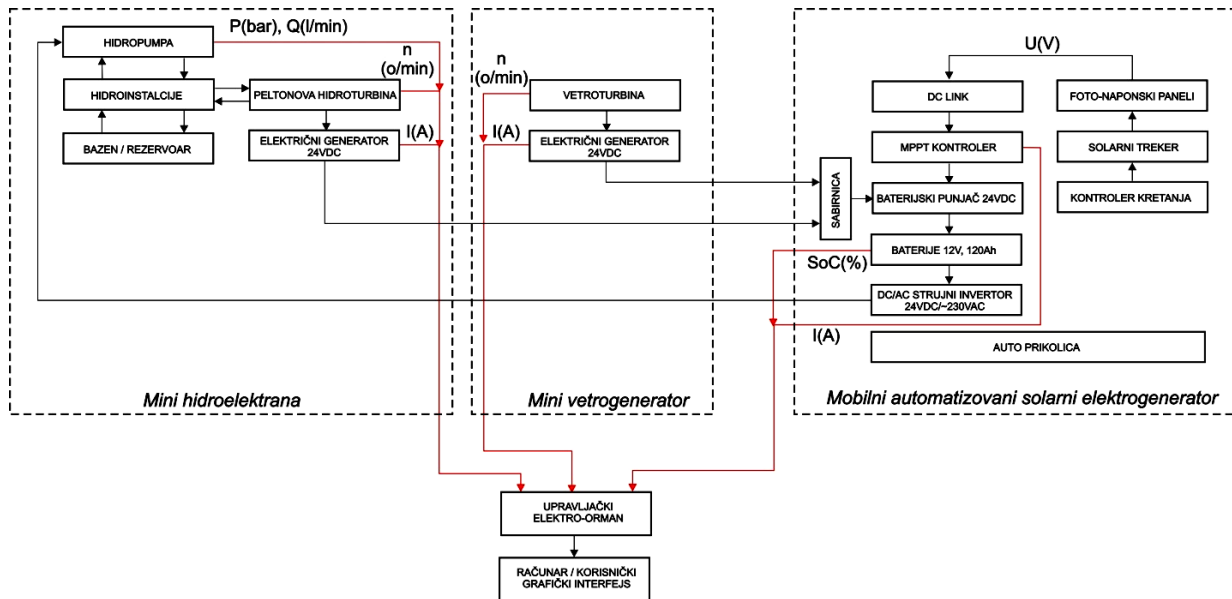 P(bar), Q(l/min)
HIDROPUMPA
n
(o/min)
HIDROINSTALCIJE
PELTONOVA HIDROTURBINA
I(A)
BAZEN / REZERVOAR
ELEKTRIČNI GENERATOR
24VDC
Mini hidroelektrana
n
(o/min)
VETROTURBINA
I(A)
ELEKTRIČNI GENERATOR
24VDC
Mini vetrogenerator
U(V)
DC LINK
FOTO-NAPONSKI PANELI
MPPT KONTROLER
SOLARNI TREKER
SABIRNICA
BATERIJSKI PUNJAČ 24VDC
KONTROLER KRETANJA
BATERIJE 12V, 120Ah
SoC(%)
DC/AC STRUJNI INVERTOR
24VDC/~230VAC
I(A)
AUTO PRIKOLICA
Mobilni automatizovani solarni elektrogenerator
UPRAVLJAČKI
ELEKTRO-ORMAN
RAČUNAR / KORISNIČKI
GRAFIČKI INTERFEJS